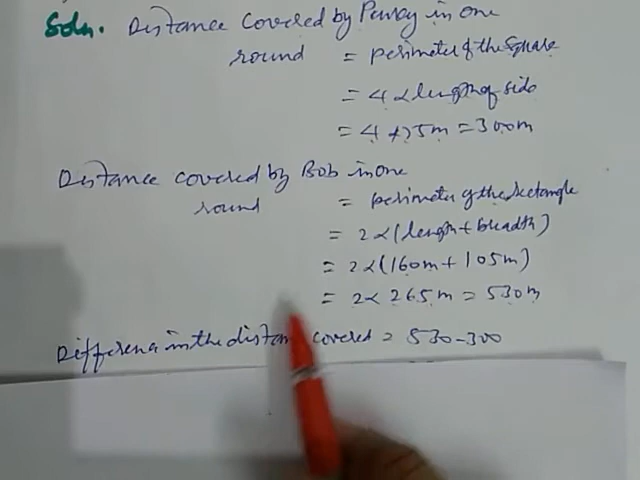 Soln. Distance covered by Pinky in one
round = perimeter of the square
= 4 × length of side
= 4 × 75m = 300m
Distance covered by Bob in one
round = perimeter of the rectangle
= 2 × (length + breadth)
= 2 × (160m + 105m)
= 2 × 265m = 530m
Difference in the distance covered = 530-300